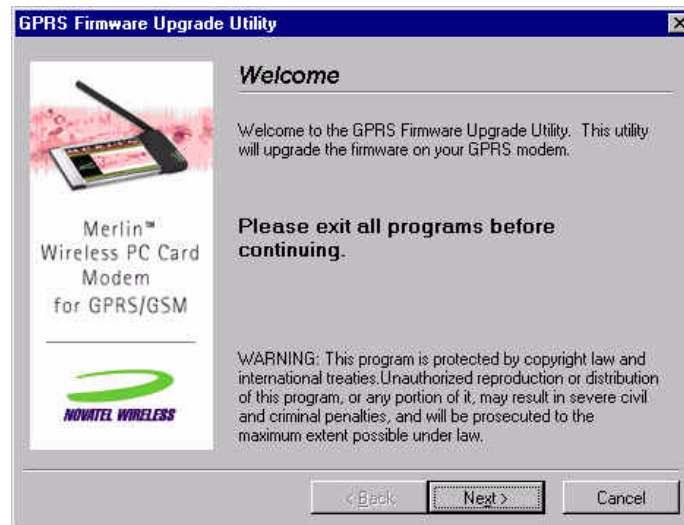 GPRS Firmware Upgrade Utility
Welcome
Welcome to the GPRS Firmware Upgrade Utility. This utility
will upgrade the firmware on your GPRS modem.
Merlin™
Wireless PC Card
Modem
for GPRS/GSM
Please exit all programs before
continuing.
NOVATEL WIRELESS
WARNING: This program is protected by copyright law and
international treaties.Unauthorized reproduction or distribution
of this program, or any portion of it, may result in severe civil
and criminal penalties, and will be prosecuted to the
maximum extent possible under law.
< Back
Next >
Cancel